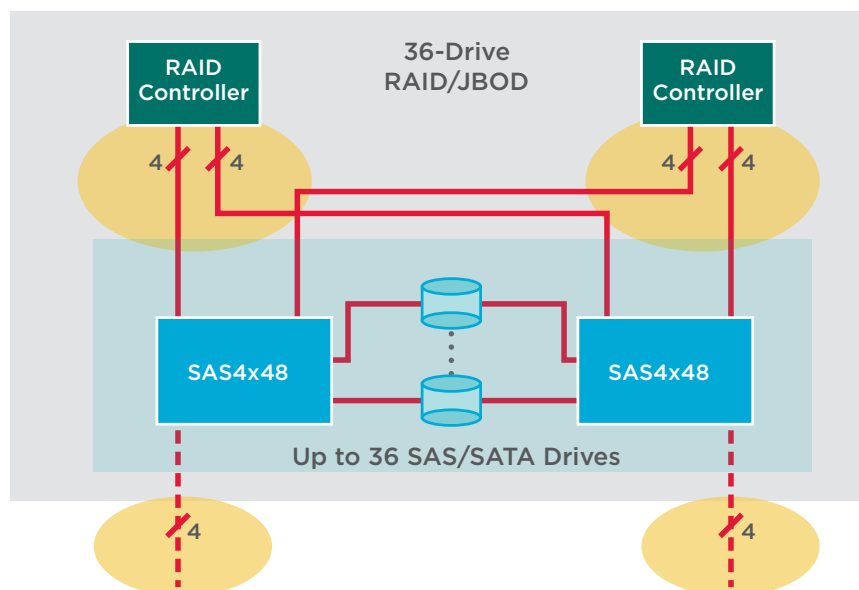 RAID
Controller
36-Drive
RAID/JBOD
RAID
Controller
4
4
4
4
SAS4x48
SAS4x48
Up to 36 SAS/SATA Drives
4
4